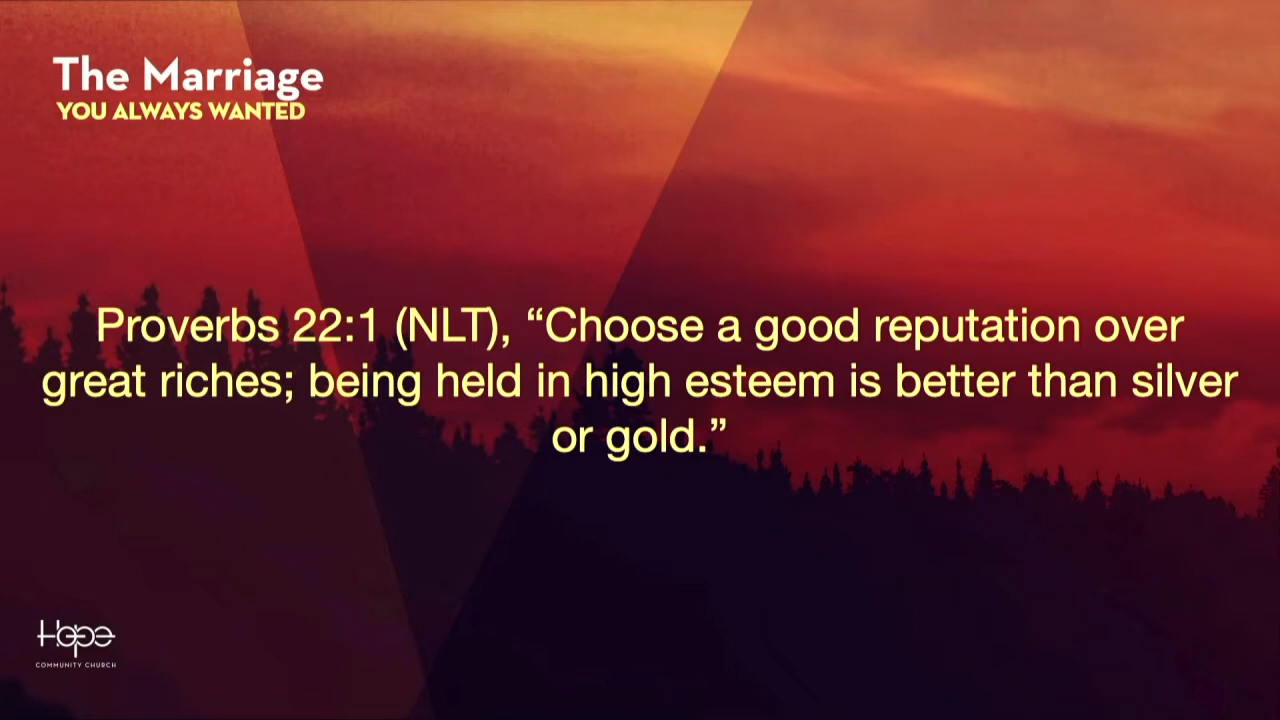 The Marriage
YOU ALWAYS WANTED
Proverbs 22:1 (NLT), “Choose a good reputation over
great riches; being held in high esteem is better than silver
or gold.”
Hope
COMMUNITY CHURCH